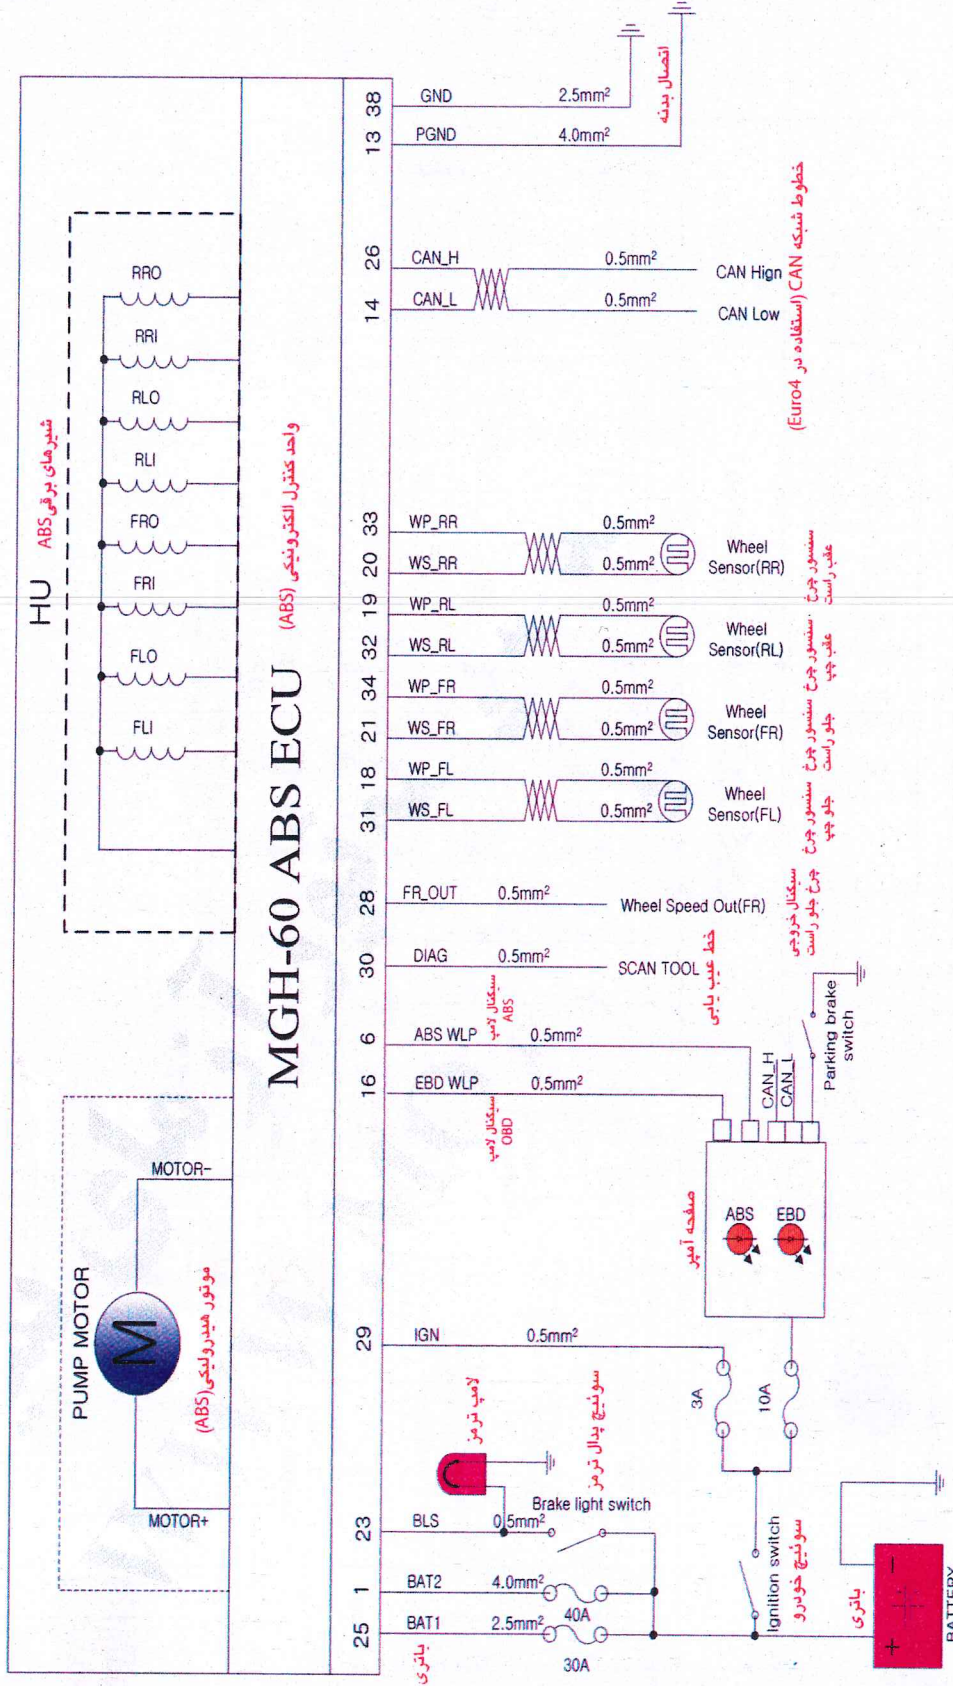 HU
شیرهای برقی ABS
RRO
RRI
RLO
RLI
FRO
FRI
FLO
FLI
PUMP MOTOR
M
MOTOR-
MOTOR+
موتور هیدرولیکی (ABS)
واحد کنترل الکترونیکی (ABS)
MGH-60 ABS ECU
38 GND 2.5mm²
13 PGND 4.0mm²
اتصال بدنه
26 CAN_H 0.5mm² CAN Hign
14 CAN_L 0.5mm² CAN Low
خطوط شبکه CAN (استفاده در Euro4)
33 WP_RR 0.5mm²
20 WS_RR 0.5mm²
Wheel
Sensor(RR)
سنسور چرخ
عقب راست
19 WP_RL 0.5mm²
32 WS_RL 0.5mm²
Wheel
Sensor(RL)
سنسور چرخ
عقب چپ
34 WP_FR 0.5mm²
21 WS_FR 0.5mm²
Wheel
Sensor(FR)
سنسور چرخ
جلو راست
18 WP_FL 0.5mm²
31 WS_FL 0.5mm²
Wheel
Sensor(FL)
سنسور چرخ
جلو چپ
28 FR_OUT 0.5mm² Wheel Speed Out(FR)
سیگنال خروجی
چرخ جلو راست
30 DIAG 0.5mm² SCAN TOOL
خط عیب یابی
6 ABS WLP 0.5mm²
سیگنال لامپ
ABS
16 EBD WLP 0.5mm²
سیگنال لامپ
OBD
CAN_H
CAN_L
Parking brake
switch
صفحه آمپر
ABS
EBD
29 IGN 0.5mm²
3A
10A
لامپ ترمز
سوئیچ پدال ترمز
Brake light switch
23 BLS 0.5mm²
1 BAT2 4.0mm²
40A
25 BAT1 2.5mm²
30A
باتری
Ignition switch
سوئیچ خودرو
باتری
+ -
BATTERY